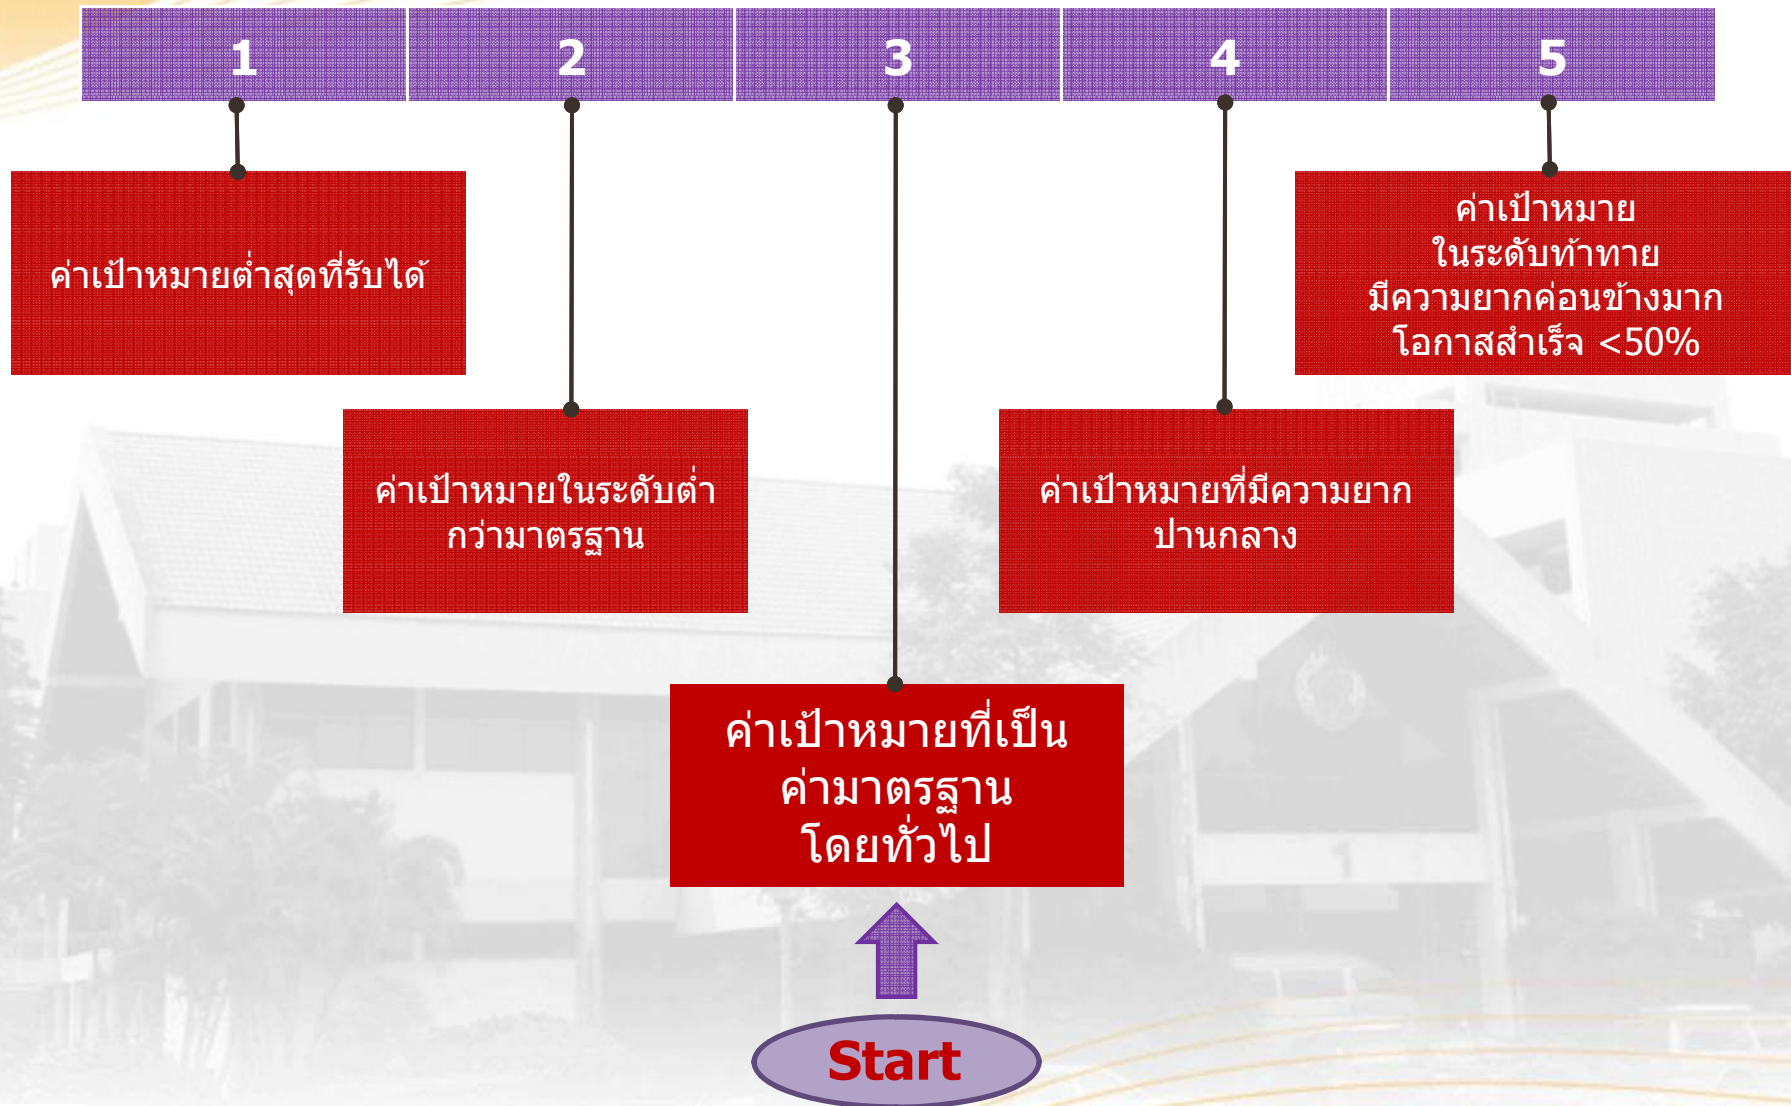 1
2
3
4
5
ค่าเป้าหมายต่ำสุดที่รับได้
ค่าเป้าหมายในระดับต่ำ
กว่ามาตรฐาน
ค่าเป้าหมายที่เป็น
ค่ามาตรฐาน
โดยทั่วไป
ค่าเป้าหมายที่มีความยาก
ปานกลาง
ค่าเป้าหมาย
ในระดับท้าทาย
มีความยากค่อนข้างมาก
โอกาสสำเร็จ <50%
Start